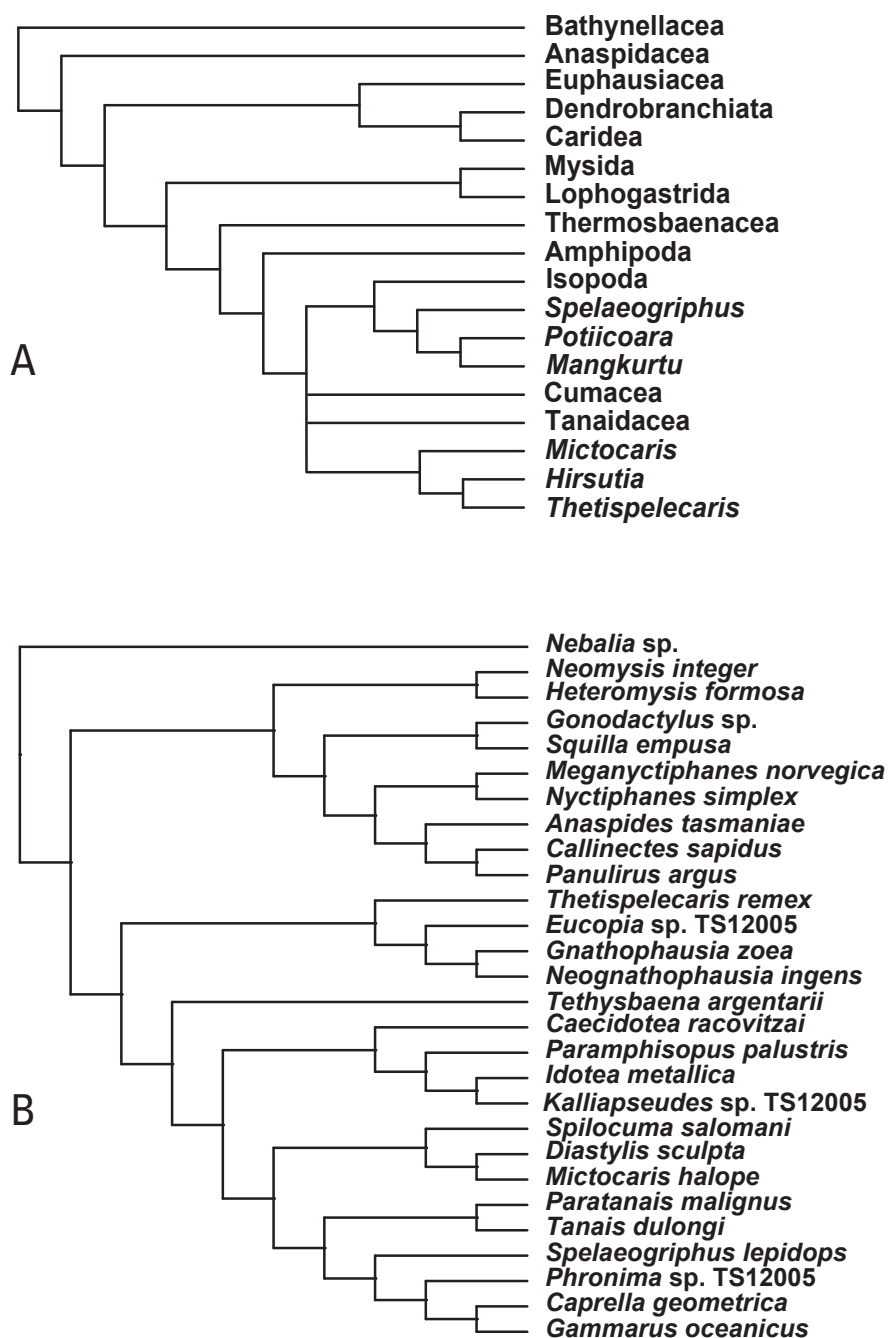 Bathynellacea
Anaspidacea
Euphausiacea
Dendrobranchiata
Caridea
Mysida
Lophogastrida
Thermosbaenacea
Amphipoda
Isopoda
Spelaeogriphus
Potiicoara
Mangkurtu
Cumacea
Tanaidacea
Mictocaris
Hirsutia
Thetispelecaris
A
Nebalia sp.
Neomysis integer
Heteromysis formosa
Gonodactylus sp.
Squilla empusa
Meganyctiphanes norvegica
Nyctiphanes simplex
Anaspides tasmaniae
Callinectes sapidus
Panulirus argus
Thetispelecaris remex
Eucopia sp. TS12005
Gnathophausia zoea
Neognathophausia ingens
Tethysbaena argentarii
Caecidotea racovitzai
Paramphisopus palustris
Idotea metallica
Kalliapseudes sp. TS12005
Spilocuma salomani
Diastylis sculpta
Mictocaris halope
Paratanais malignus
Tanais dulongi
Spelaeogriphus lepidops
Phronima sp. TS12005
Caprella geometrica
Gammarus oceanicus
B